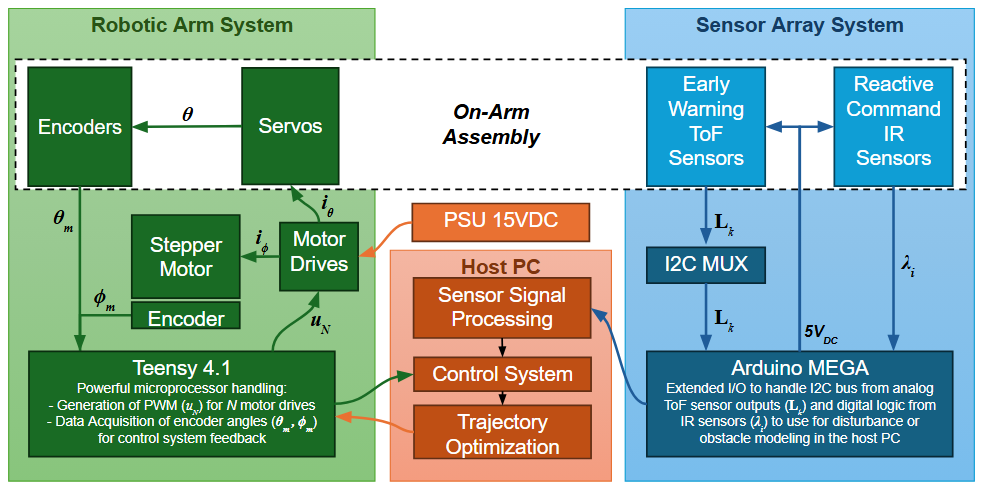 Robotic Arm System
Sensor Array System
Encoders
θ
Servos
On-Arm
Assembly
Early
Warning
ToF
Sensors
Reactive
Command
IR
Sensors
θm
iθ
Stepper
Motor
iϕ
Motor
Drives
PSU 15VDC
Lk
I2C MUX
λi
ϕm
Encoder
uN
Host PC
Sensor Signal
Processing
Lk
5VDC
Control System
Trajectory
Optimization
Teensy 4.1
Powerful microprocessor handling:
- Generation of PWM (uN) for N motor drives
- Data Acquisition of encoder angles (θm, ϕm)
for control system feedback
Arduino MEGA
Extended I/O to handle I2C bus from analog
ToF sensor outputs (Lk) and digital logic from
IR sensors (λi) to use for disturbance or
obstacle modeling in the host PC